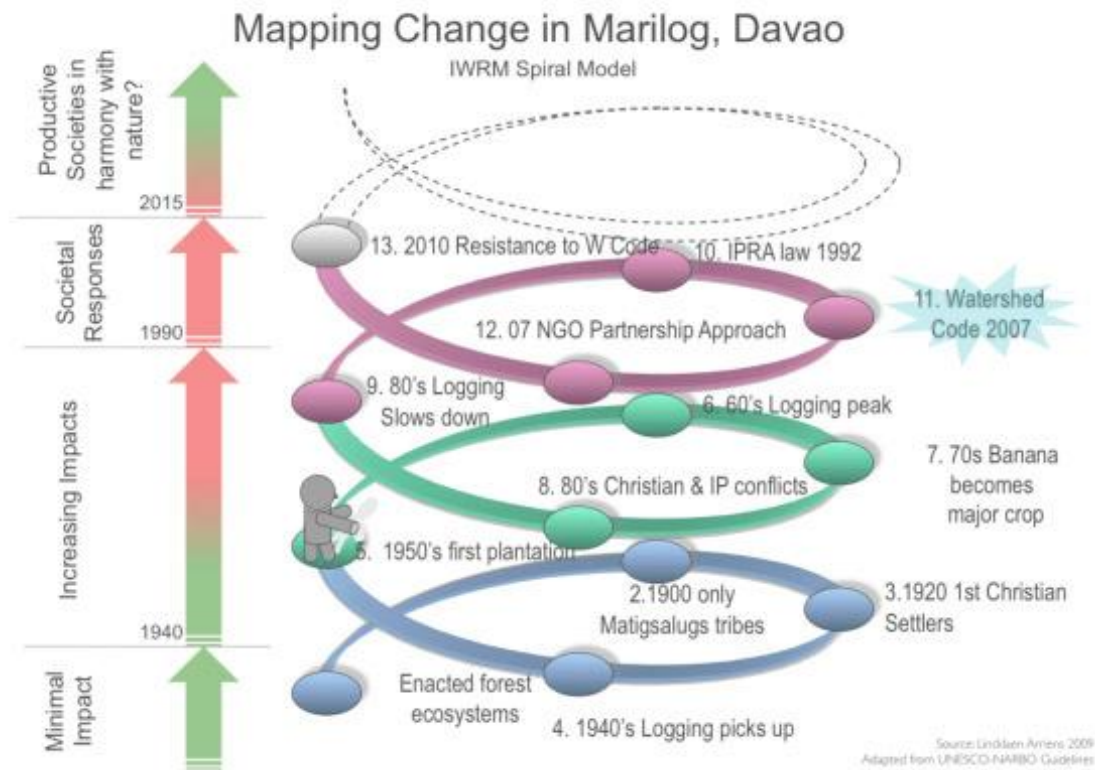 Mapping Change in Marilog, Davao
IWRM Spiral Model
Productive
Societies in
harmony with
nature?
2015
Societal
Responses
1990
Increasing Impacts
1940
Minimal
Impact
13. 2010 Resistance to W Code
10. IPRA law 1992
11. Watershed
Code 2007
12. 07 NGO Partnership Approach
9. 80's Logging
Slows down
6. 60's Logging peak
7. 70s Banana
becomes
major crop
8. 80's Christian & IP conflicts
5. 1950's first plantation
2.1900 only
Matigsalugs tribes
3.1920 1st Christian
Settlers
Enacted forest
ecosystems
4. 1940's Logging picks up
Source: Lindsaen Arriens 2009
Adapted from UNESCO-NARBO Guidelines